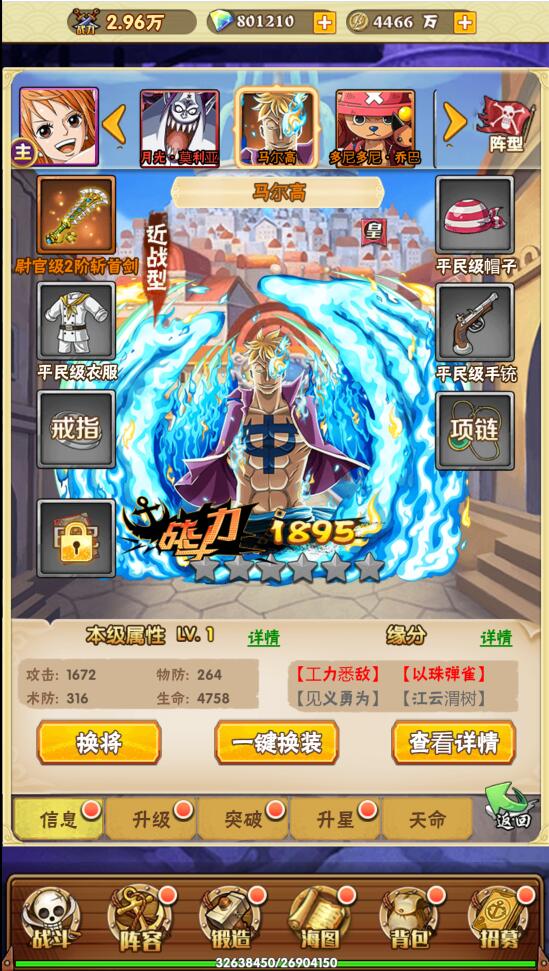 战力 2.96万 801210 4466 万
主 月光·莫利亚 马尔高 多尼多尼·乔巴 阵型
马尔高
近战型 皇
尉官级2阶斩首剑 平民级帽子
平民级衣服 平民级手铳
戒指 项链
战力 1895
本级属性 LV.1 详情 缘分 详情
攻击: 1672 物防: 264 【工力悉敌】 【以珠弹雀】
术防: 316 生命: 4758 【见义勇为】 【江云渭树】
换将 一键换装 查看详情
信息 升级 突破 升星 天命 返回
战斗 阵容 锻造 海图 背包 招募
32638450/26904150